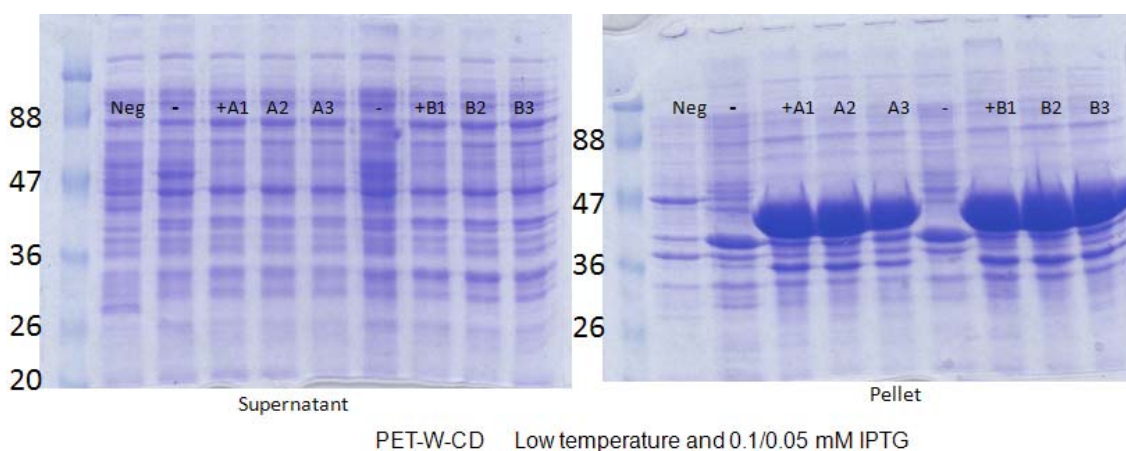 Neg - +A1 A2 A3 - +B1 B2 B3
88
47
36
26
20
Supernatant
Neg - +A1 A2 A3 - +B1 B2 B3
88
47
36
26
Pellet
PET-W-CD Low temperature and 0.1/0.05 mM IPTG